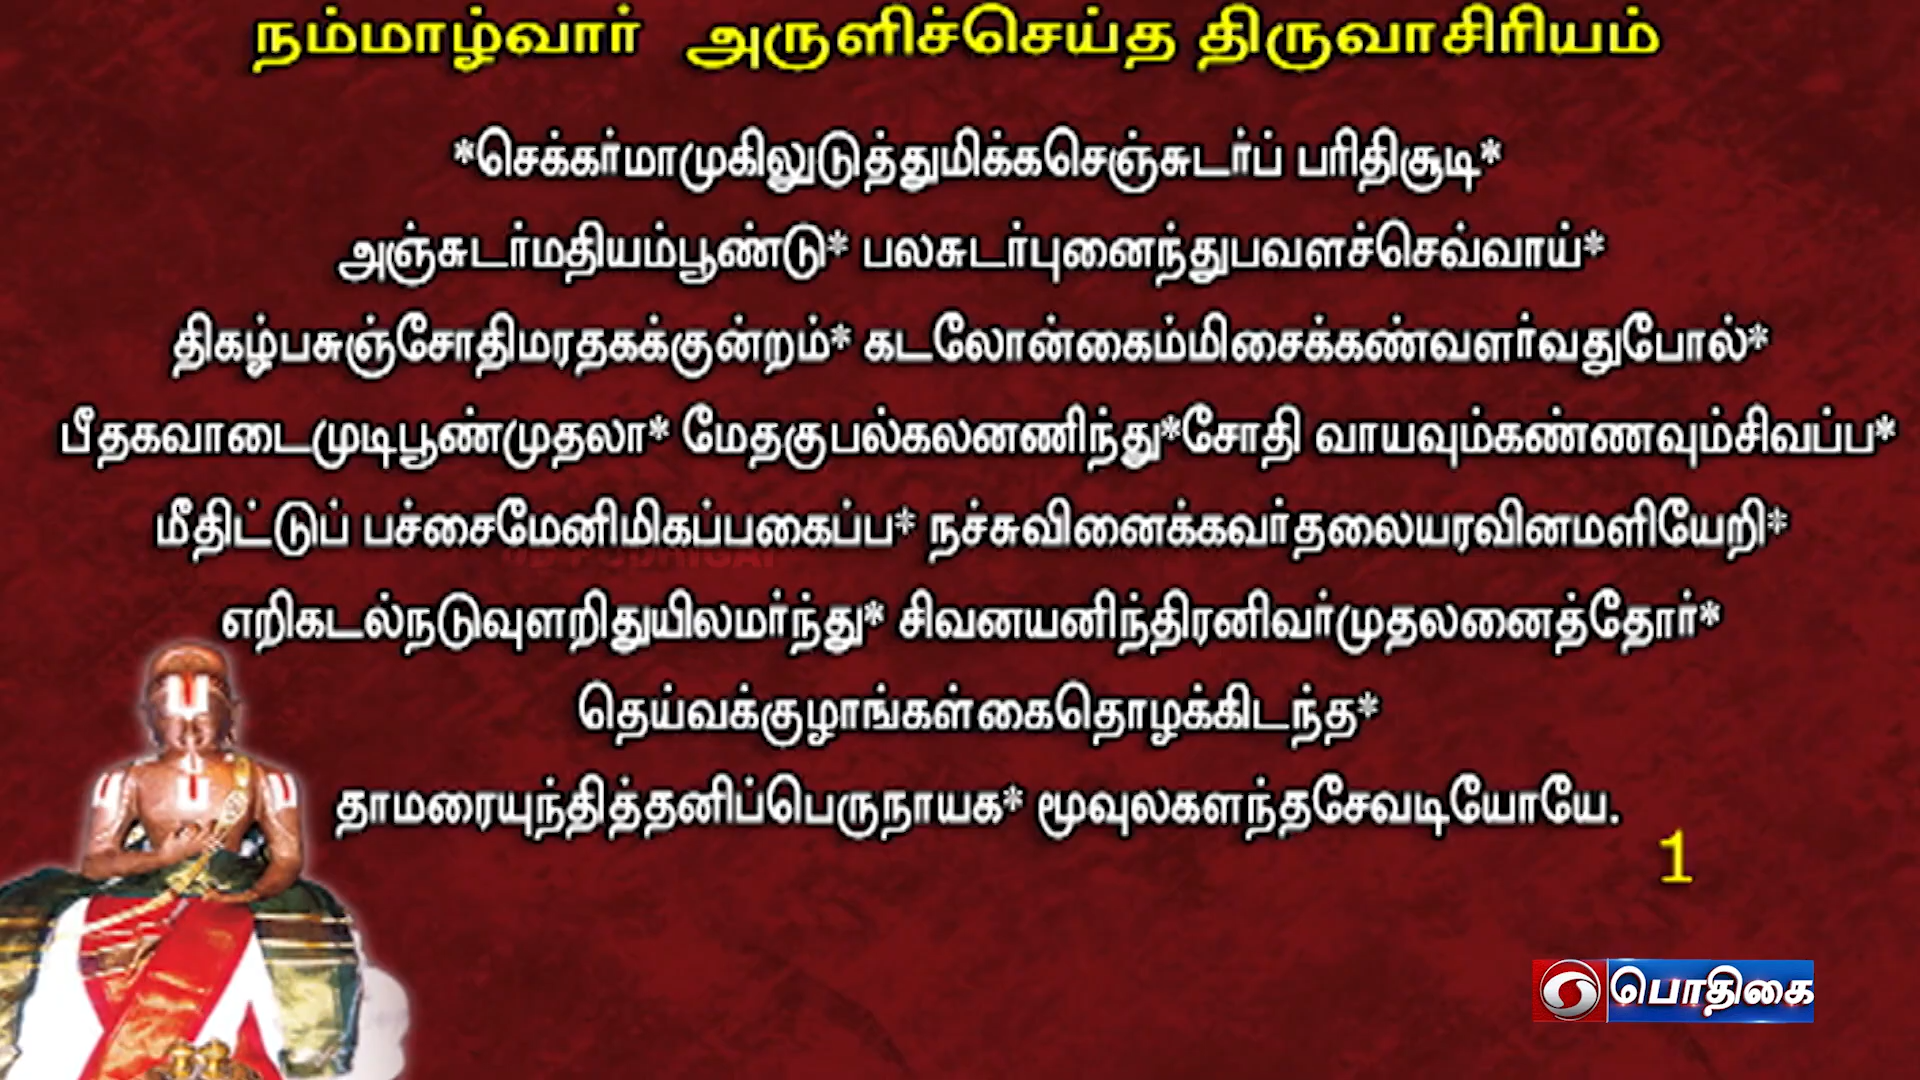 நம்மாழ்வார் அருளிச்செய்த திருவாசிரியம்
*செக்கர்மாமுகிலுடுத்துமிக்கசெஞ்சுடர்ப் பரிதிசூடி*
அஞ்சுடர்மதியம்பூண்டு* பலசுடர்புனைந்துபவளச்செவ்வாய்*
திகழ்பசுஞ்சோதிமரதகக்குன்றம்* கடலோன்கைம்மிசைக்கண்வளர்வதுபோல்*
பீதகவாடைமுடிபூண்முதலா* மேதகுபல்கலனணிந்து*சோதி வாயவும்கண்ணவும்சிவப்ப*
மீதிட்டுப் பச்சைமேனிமிகப்பகைப்ப* நச்சுவினைக்கவர்தலையரவினமளியேறி*
எறிகடல்நடுவுளறிதுயிலமர்ந்து* சிவனயனிந்திரனிவர்முதலனைத்தோர்*
தெய்வக்குழாங்கள்கைதொழக்கிடந்த*
தாமரையுந்தித்தனிப்பெருநாயக* மூவுலகளந்தசேவடியோயே.
1
பொதிகை